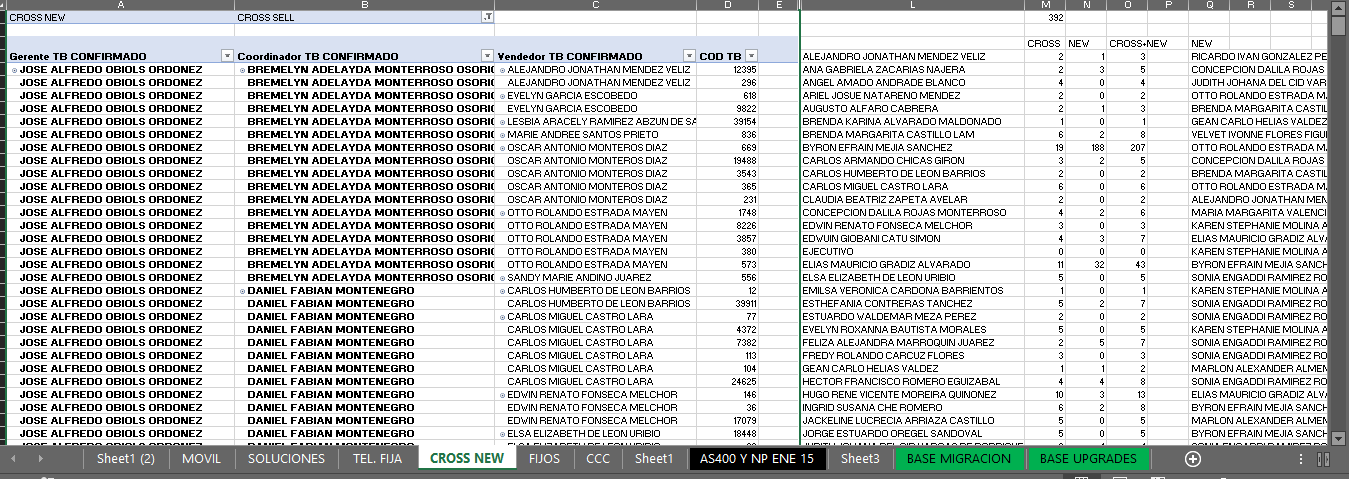 A B C D E L M N O P Q R S
CROSS NEW CROSS SELL 392
CROSS NEW CROSS+NEW NEW
Gerente TB CONFIRMADO Coordinador TB CONFIRMADO Vendedor TB CONFIRMADO COD TB ALEJANDRO JONATHAN MENDEZ VELIZ 2 1 3 RICARDO IVAN GONZALEZ PE
JOSE ALFREDO OBIOLS ORDONEZ BREMELYN ADELAYDA MONTERROSO OSORIO ALEJANDRO JONATHAN MENDEZ VELIZ 12395 ANA GABRIELA ZACARIAS NAJERA 2 3 5 CONCEPCION DALILA ROJAS
JOSE ALFREDO OBIOLS ORDONEZ BREMELYN ADELAYDA MONTERROSO OSORIO ALEJANDRO JONATHAN MENDEZ VELIZ 296 ANGEL AMADO ANDRADE BLANCO 4 0 4 JUDITH JOHANA DEL CID VAR
JOSE ALFREDO OBIOLS ORDONEZ BREMELYN ADELAYDA MONTERROSO OSORIO EVELYN GARCIA ESCOBEDO 618 ARIEL JOSUE NATARENO MENDEZ 2 0 2 OTTO ROLANDO ESTRADA M
JOSE ALFREDO OBIOLS ORDONEZ BREMELYN ADELAYDA MONTERROSO OSORIO EVELYN GARCIA ESCOBEDO 9822 AUGUSTO ALFARO CABRERA 2 1 3 BRENDA MARGARITA CASTIL
JOSE ALFREDO OBIOLS ORDONEZ BREMELYN ADELAYDA MONTERROSO OSORIO LESBIA ARACELY RAMIREZ ABZUN DE SA 39154 BRENDA KARINA ALVARADO MALDONADO 1 0 1 GEAN CARLO HELIAS VALDEZ
JOSE ALFREDO OBIOLS ORDONEZ BREMELYN ADELAYDA MONTERROSO OSORIO MARIE ANDREE SANTOS PRIETO 836 BRENDA MARGARITA CASTILLO LAM 6 2 8 VELVET IVONNE FLORES FIGU
JOSE ALFREDO OBIOLS ORDONEZ BREMELYN ADELAYDA MONTERROSO OSORIO OSCAR ANTONIO MONTEROS DIAZ 669 BYRON EFRAIN MEJIA SANCHEZ 19 188 207 OTTO ROLANDO ESTRADA M
JOSE ALFREDO OBIOLS ORDONEZ BREMELYN ADELAYDA MONTERROSO OSORIO OSCAR ANTONIO MONTEROS DIAZ 19488 CARLOS ARMANDO CHICAS GIRON 3 2 5 CONCEPCION DALILA ROJAS
JOSE ALFREDO OBIOLS ORDONEZ BREMELYN ADELAYDA MONTERROSO OSORIO OSCAR ANTONIO MONTEROS DIAZ 3543 CARLOS HUMBERTO DE LEON BARRIOS 2 0 2 BRENDA MARGARITA CASTIL
JOSE ALFREDO OBIOLS ORDONEZ BREMELYN ADELAYDA MONTERROSO OSORIO OSCAR ANTONIO MONTEROS DIAZ 365 CARLOS MIGUEL CASTRO LARA 6 0 6 OTTO ROLANDO ESTRADA M
JOSE ALFREDO OBIOLS ORDONEZ BREMELYN ADELAYDA MONTERROSO OSORIO OSCAR ANTONIO MONTEROS DIAZ 231 CLAUDIA BEATRIZ ZAPETA AVELAR 2 0 2 ALEJANDRO JONATHAN MEN
JOSE ALFREDO OBIOLS ORDONEZ BREMELYN ADELAYDA MONTERROSO OSORIO OTTO ROLANDO ESTRADA MAYEN 1748 CONCEPCION DALILA ROJAS MONTERROSO 4 2 6 MARIA MARGARITA VALENCI
JOSE ALFREDO OBIOLS ORDONEZ BREMELYN ADELAYDA MONTERROSO OSORIO OTTO ROLANDO ESTRADA MAYEN 8226 EDWIN RENATO FONSECA MELCHOR 3 0 3 KAREN STEPHANIE MOLINA A
JOSE ALFREDO OBIOLS ORDONEZ BREMELYN ADELAYDA MONTERROSO OSORIO OTTO ROLANDO ESTRADA MAYEN 3857 EDWUIN GIOBANI CATU SIMON 4 3 7 ELIAS MAURICIO GRADIZ ALV
JOSE ALFREDO OBIOLS ORDONEZ BREMELYN ADELAYDA MONTERROSO OSORIO OTTO ROLANDO ESTRADA MAYEN 380 EJECUTIVO 0 0 0 KAREN STEPHANIE MOLINA A
JOSE ALFREDO OBIOLS ORDONEZ BREMELYN ADELAYDA MONTERROSO OSORIO OTTO ROLANDO ESTRADA MAYEN 573 ELIAS MAURICIO GRADIZ ALVARADO 11 32 43 BYRON EFRAIN MEJIA SANCH
JOSE ALFREDO OBIOLS ORDONEZ BREMELYN ADELAYDA MONTERROSO OSORIO SANDY MARIE ANDINO JUAREZ 556 ELSA ELIZABETH DE LEON URIBIO 5 0 5 SONIA ENGADDI RAMIREZ RO
JOSE ALFREDO OBIOLS ORDONEZ DANIEL FABIAN MONTENEGRO CARLOS HUMBERTO DE LEON BARRIOS 12 EMILSA VERONICA CARDONA BARRIENTOS 1 0 1 KAREN STEPHANIE MOLINA A
JOSE ALFREDO OBIOLS ORDONEZ DANIEL FABIAN MONTENEGRO CARLOS HUMBERTO DE LEON BARRIOS 39911 ESTHEFANIA CONTRERAS TANCHEZ 5 2 7 SONIA ENGADDI RAMIREZ RO
JOSE ALFREDO OBIOLS ORDONEZ DANIEL FABIAN MONTENEGRO CARLOS MIGUEL CASTRO LARA 77 ESTUARDO WALDEMAR MEZA PEREZ 2 0 2 SONIA ENGADDI RAMIREZ RO
JOSE ALFREDO OBIOLS ORDONEZ DANIEL FABIAN MONTENEGRO CARLOS MIGUEL CASTRO LARA 4372 EVELYN ROXANNA BAUTISTA MORALES 5 0 5 KAREN STEPHANIE MOLINA A
JOSE ALFREDO OBIOLS ORDONEZ DANIEL FABIAN MONTENEGRO CARLOS MIGUEL CASTRO LARA 7382 FELIZA ALEJANDRA MARROQUIN JUAREZ 2 5 7 SONIA ENGADDI RAMIREZ RO
JOSE ALFREDO OBIOLS ORDONEZ DANIEL FABIAN MONTENEGRO CARLOS MIGUEL CASTRO LARA 113 FREDY ROLANDO CARCUZ FLORES 3 0 3 SONIA ENGADDI RAMIREZ RO
JOSE ALFREDO OBIOLS ORDONEZ DANIEL FABIAN MONTENEGRO CARLOS MIGUEL CASTRO LARA 104 GEAN CARLO HELIAS VALDEZ 1 1 2 MARLON ALEXANDER ALMEN
JOSE ALFREDO OBIOLS ORDONEZ DANIEL FABIAN MONTENEGRO CARLOS MIGUEL CASTRO LARA 24625 HECTOR FRANCISCO ROMERO EGUIZABAL 4 4 8 SONIA ENGADDI RAMIREZ RO
JOSE ALFREDO OBIOLS ORDONEZ DANIEL FABIAN MONTENEGRO EDWIN RENATO FONSECA MELCHOR 146 HUGO RENE VICENTE MOREIRA QUINONEZ 10 3 13 ELIAS MAURICIO GRADIZ ALV
JOSE ALFREDO OBIOLS ORDONEZ DANIEL FABIAN MONTENEGRO EDWIN RENATO FONSECA MELCHOR 36 INGRID SUSANA CHE ROMERO 6 2 8 BYRON EFRAIN MEJIA SANCH
JOSE ALFREDO OBIOLS ORDONEZ DANIEL FABIAN MONTENEGRO EDWIN RENATO FONSECA MELCHOR 17079 JACKELINE LUCRECIA ARRIAZA CASTILLO 5 0 5 SONIA ENGADDI RAMIREZ RO
JOSE ALFREDO OBIOLS ORDONEZ DANIEL FABIAN MONTENEGRO ELSA ELIZABETH DE LEON URIBIO 18448 JORGE ESTUARDO OREGEL SANDOVAL 5 0 5 BYRON EFRAIN MEJIA SANCH
Sheet1 (2) MOVIL SOLUCIONES TEL. FIJA CROSS NEW FIJOS CCC Sheet1 AS400 Y NP ENE 15 Sheet3 BASE MIGRACION BASE UPGRADES